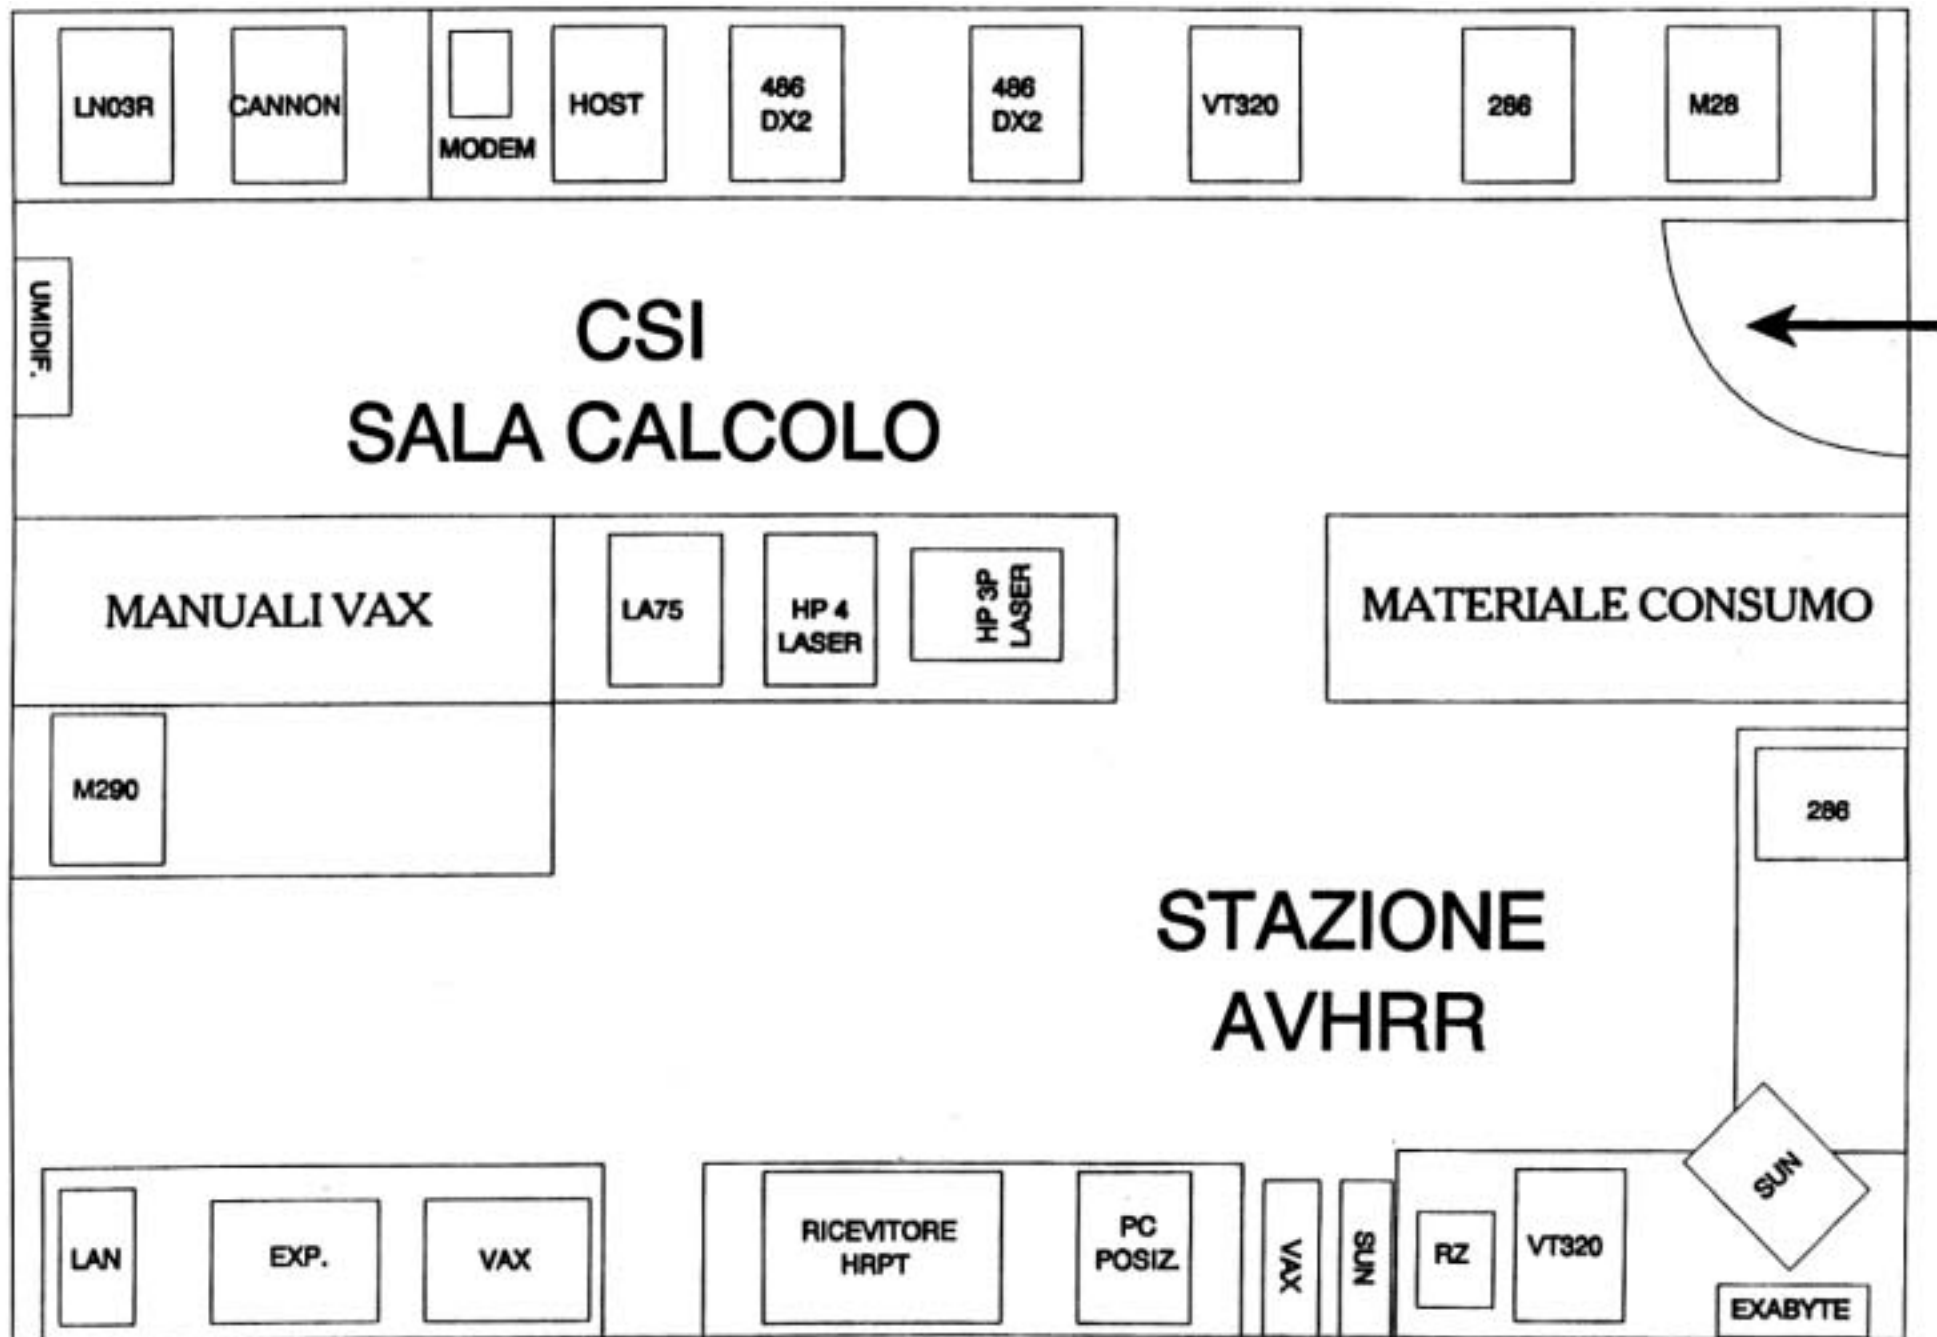 LN03R
CANNON
MODEM
HOST
486
DX2
486
DX2
VT320
286
M28
UMIDIF.
CSI
SALA CALCOLO
MANUALI VAX
LA75
HP 4
LASER
HP 3P
LASER
MATERIALE CONSUMO
M290
286
STAZIONE
AVHRR
LAN
EXP.
VAX
RICEVITORE
HRPT
PC
POSIZ.
VAX
SUN
RZ
VT320
SUN
EXABYTE